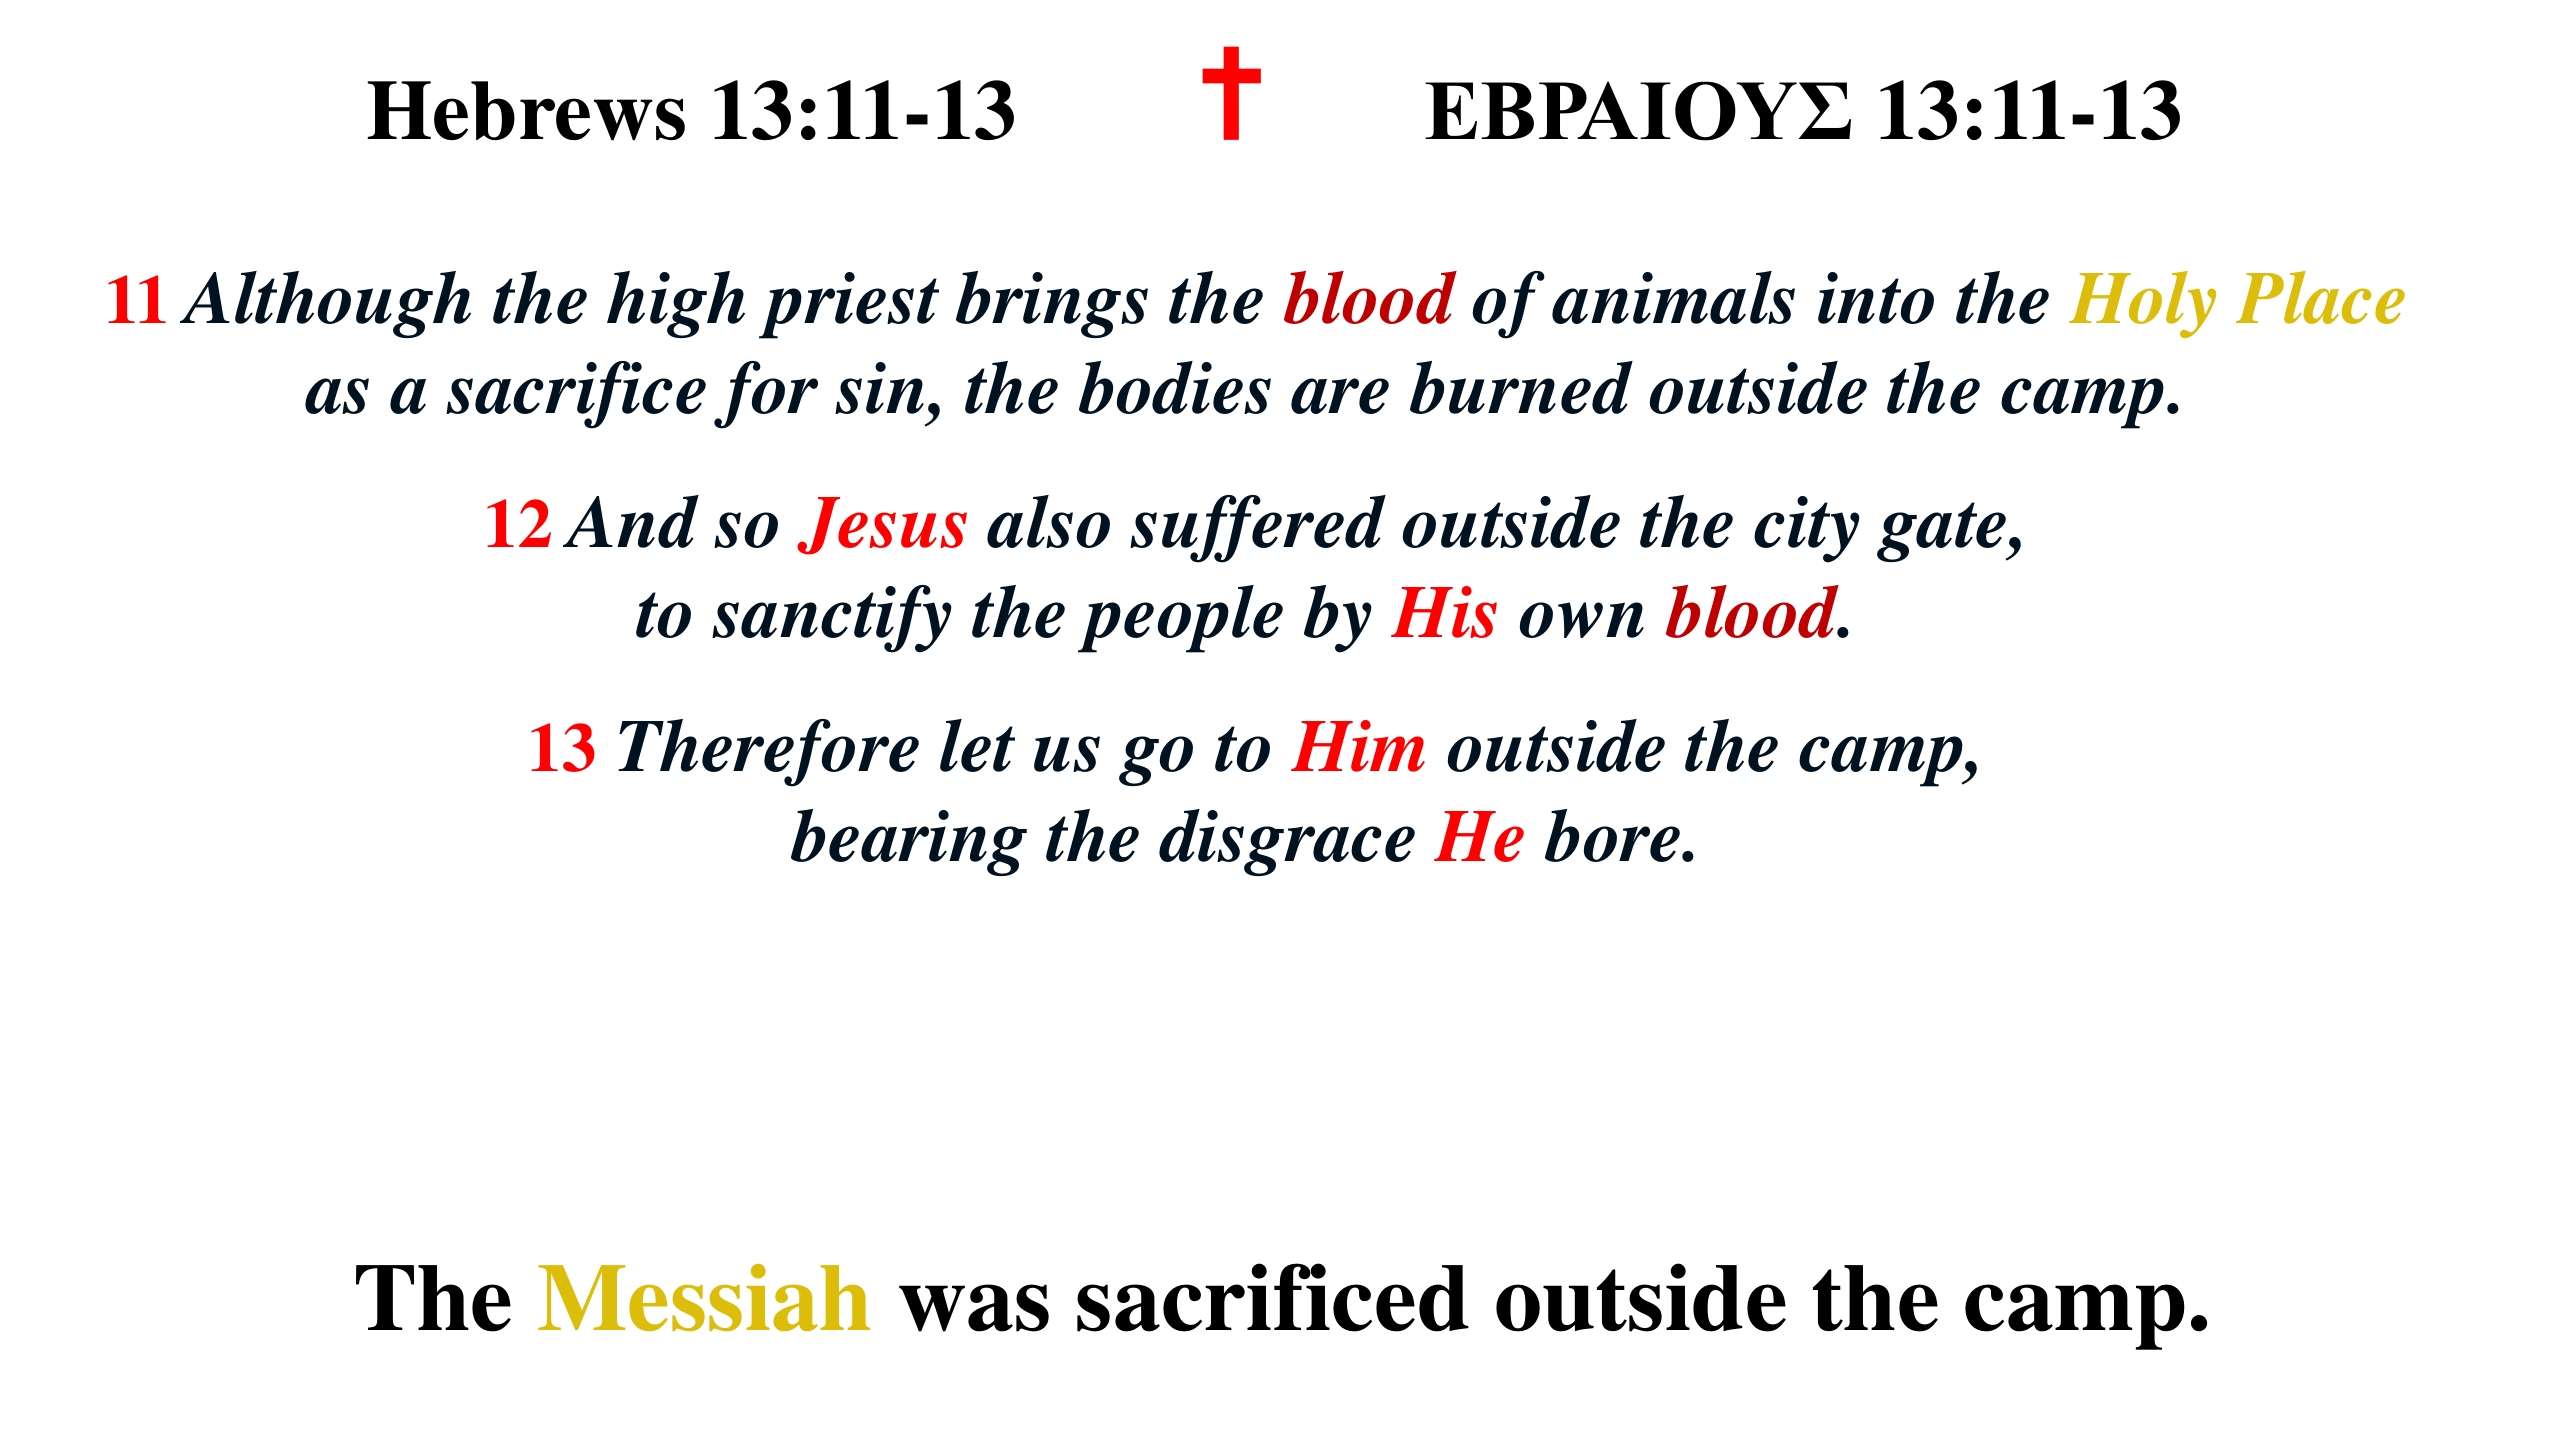 Hebrews 13:11-13 ✝ ΕΒΡΑΙΟΥΣ 13:11-13
11 Although the high priest brings the blood of animals into the Holy Place
as a sacrifice for sin, the bodies are burned outside the camp.
12 And so Jesus also suffered outside the city gate,
to sanctify the people by His own blood.
13 Therefore let us go to Him outside the camp,
bearing the disgrace He bore.
The Messiah was sacrificed outside the camp.